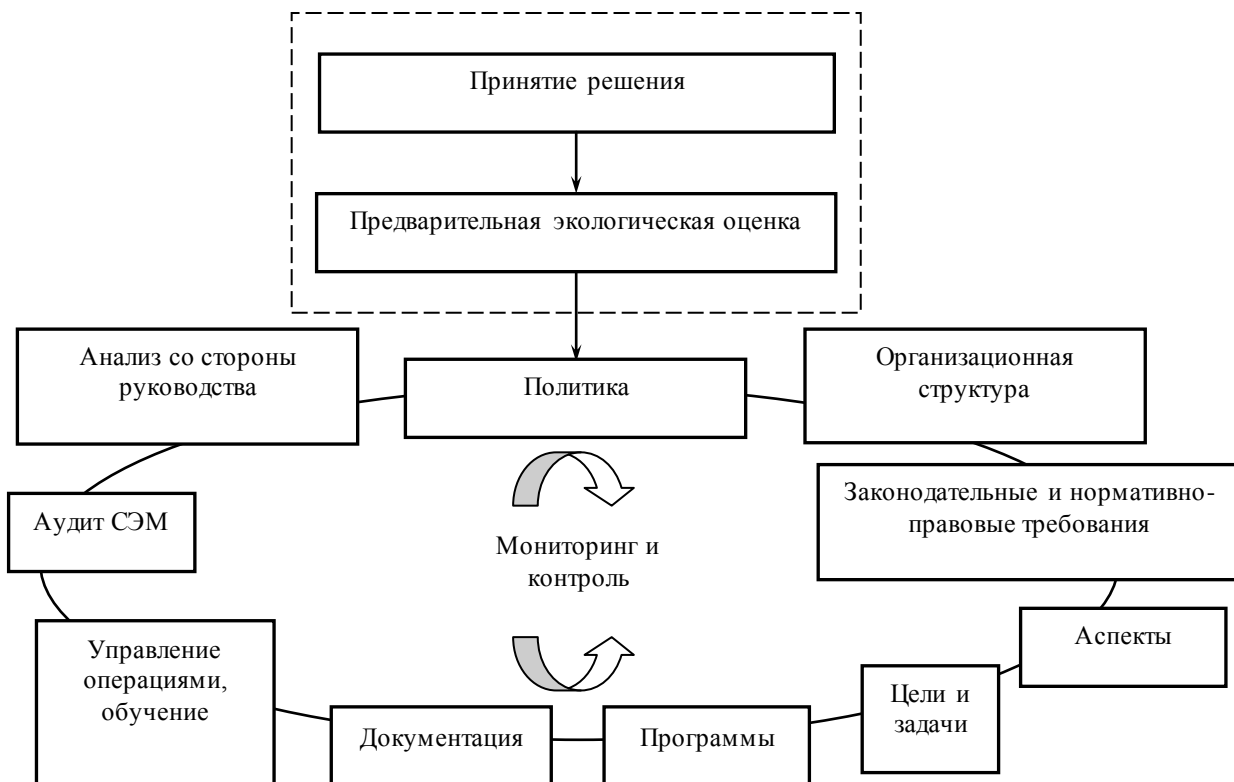 Принятие решения
Предварительная экологическая оценка
Анализ со стороны
руководства
Политика
Организационная
структура
Аудит СЭМ
Мониторинг и
контроль
Законодательные и нормативно-
правовые требования
Управление
операциями,
обучение
Документация
Программы
Цели и
задачи
Аспекты